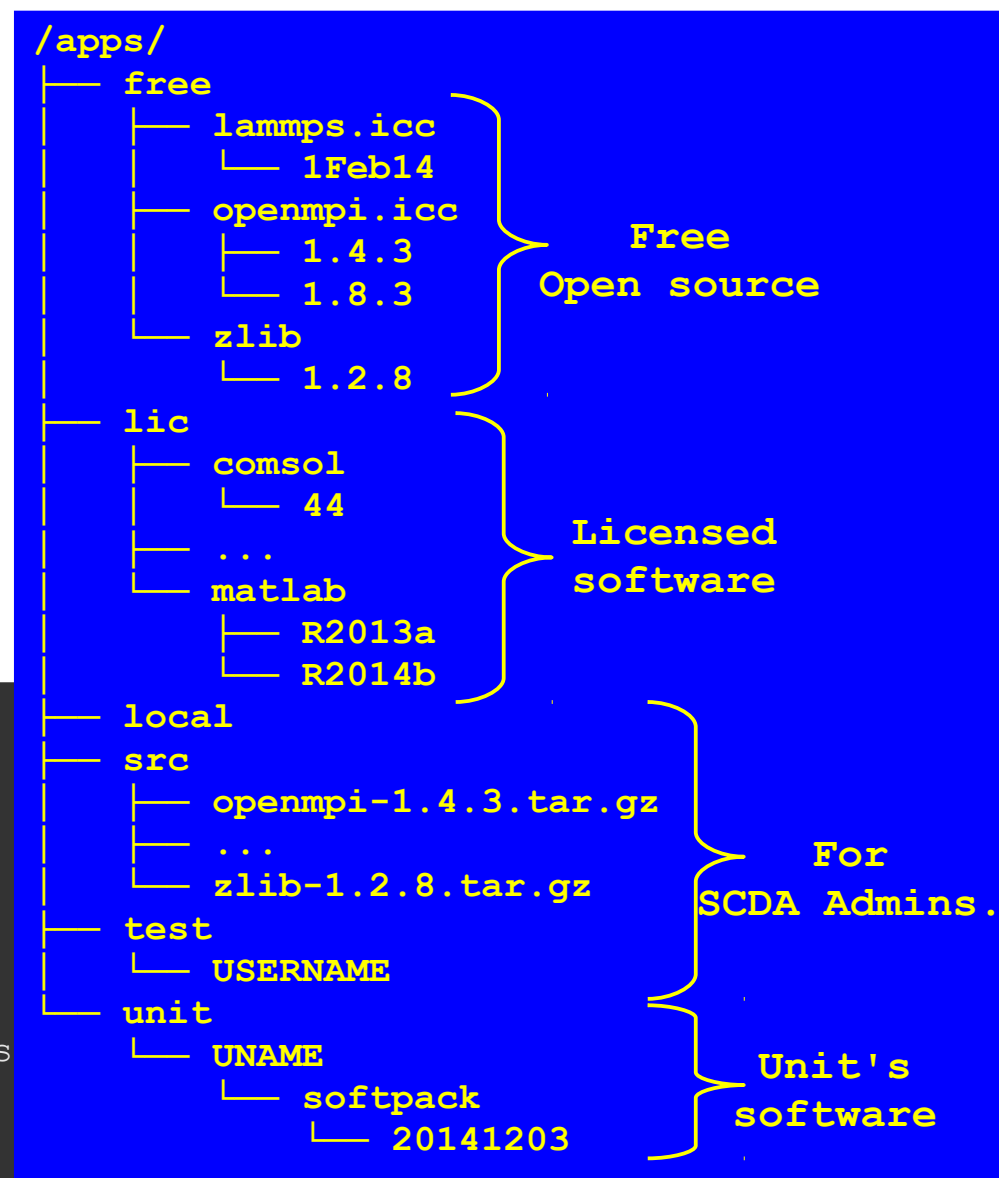 /apps/
├── free
│   ├── lammps.icc
│   │   └── 1Feb14
│   ├── openmpi.icc
│   │   ├── 1.4.3
│   │   └── 1.8.3
│   └── zlib
│       └── 1.2.8
Free
Open source
├── lic
│   ├── comsol
│   │   └── 44
│   ├── ...
│   └── matlab
│       ├── R2013a
│       └── R2014b
Licensed
software
├── local
├── src
│   ├── openmpi-1.4.3.tar.gz
│   ├── ...
│   └── zlib-1.2.8.tar.gz
├── test
│   └── USERNAME
For
SCDA Admins.
└── unit
    └── UNAME
        └── softpack
            └── 20141203
Unit's
software
s